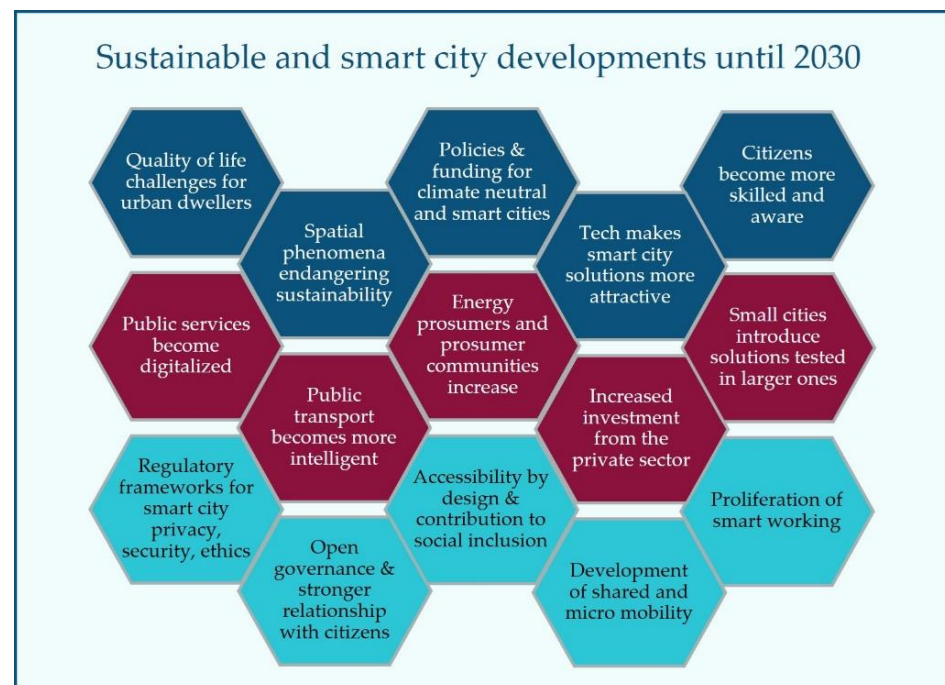 Sustainable and smart city developments until 2030
Quality of life
challenges for
urban dwellers
Policies &
funding for
climate neutral
and smart cities
Citizens
become more
skilled and
aware
Spatial
phenomena
endangering
sustainability
Tech makes
smart city
solutions more
attractive
Public services
become
digitalized
Energy
prosumers and
prosumer
communities
increase
Small cities
introduce
solutions tested
in larger ones
Public
transport
becomes more
intelligent
Increased
investment
from the
private sector
Regulatory
frameworks for
smart city
privacy,
security, ethics
Accessibility by
design &
contribution to
social inclusion
Proliferation of
smart working
Open
governance &
stronger
relationship
with citizens
Development
of shared and
micro mobility